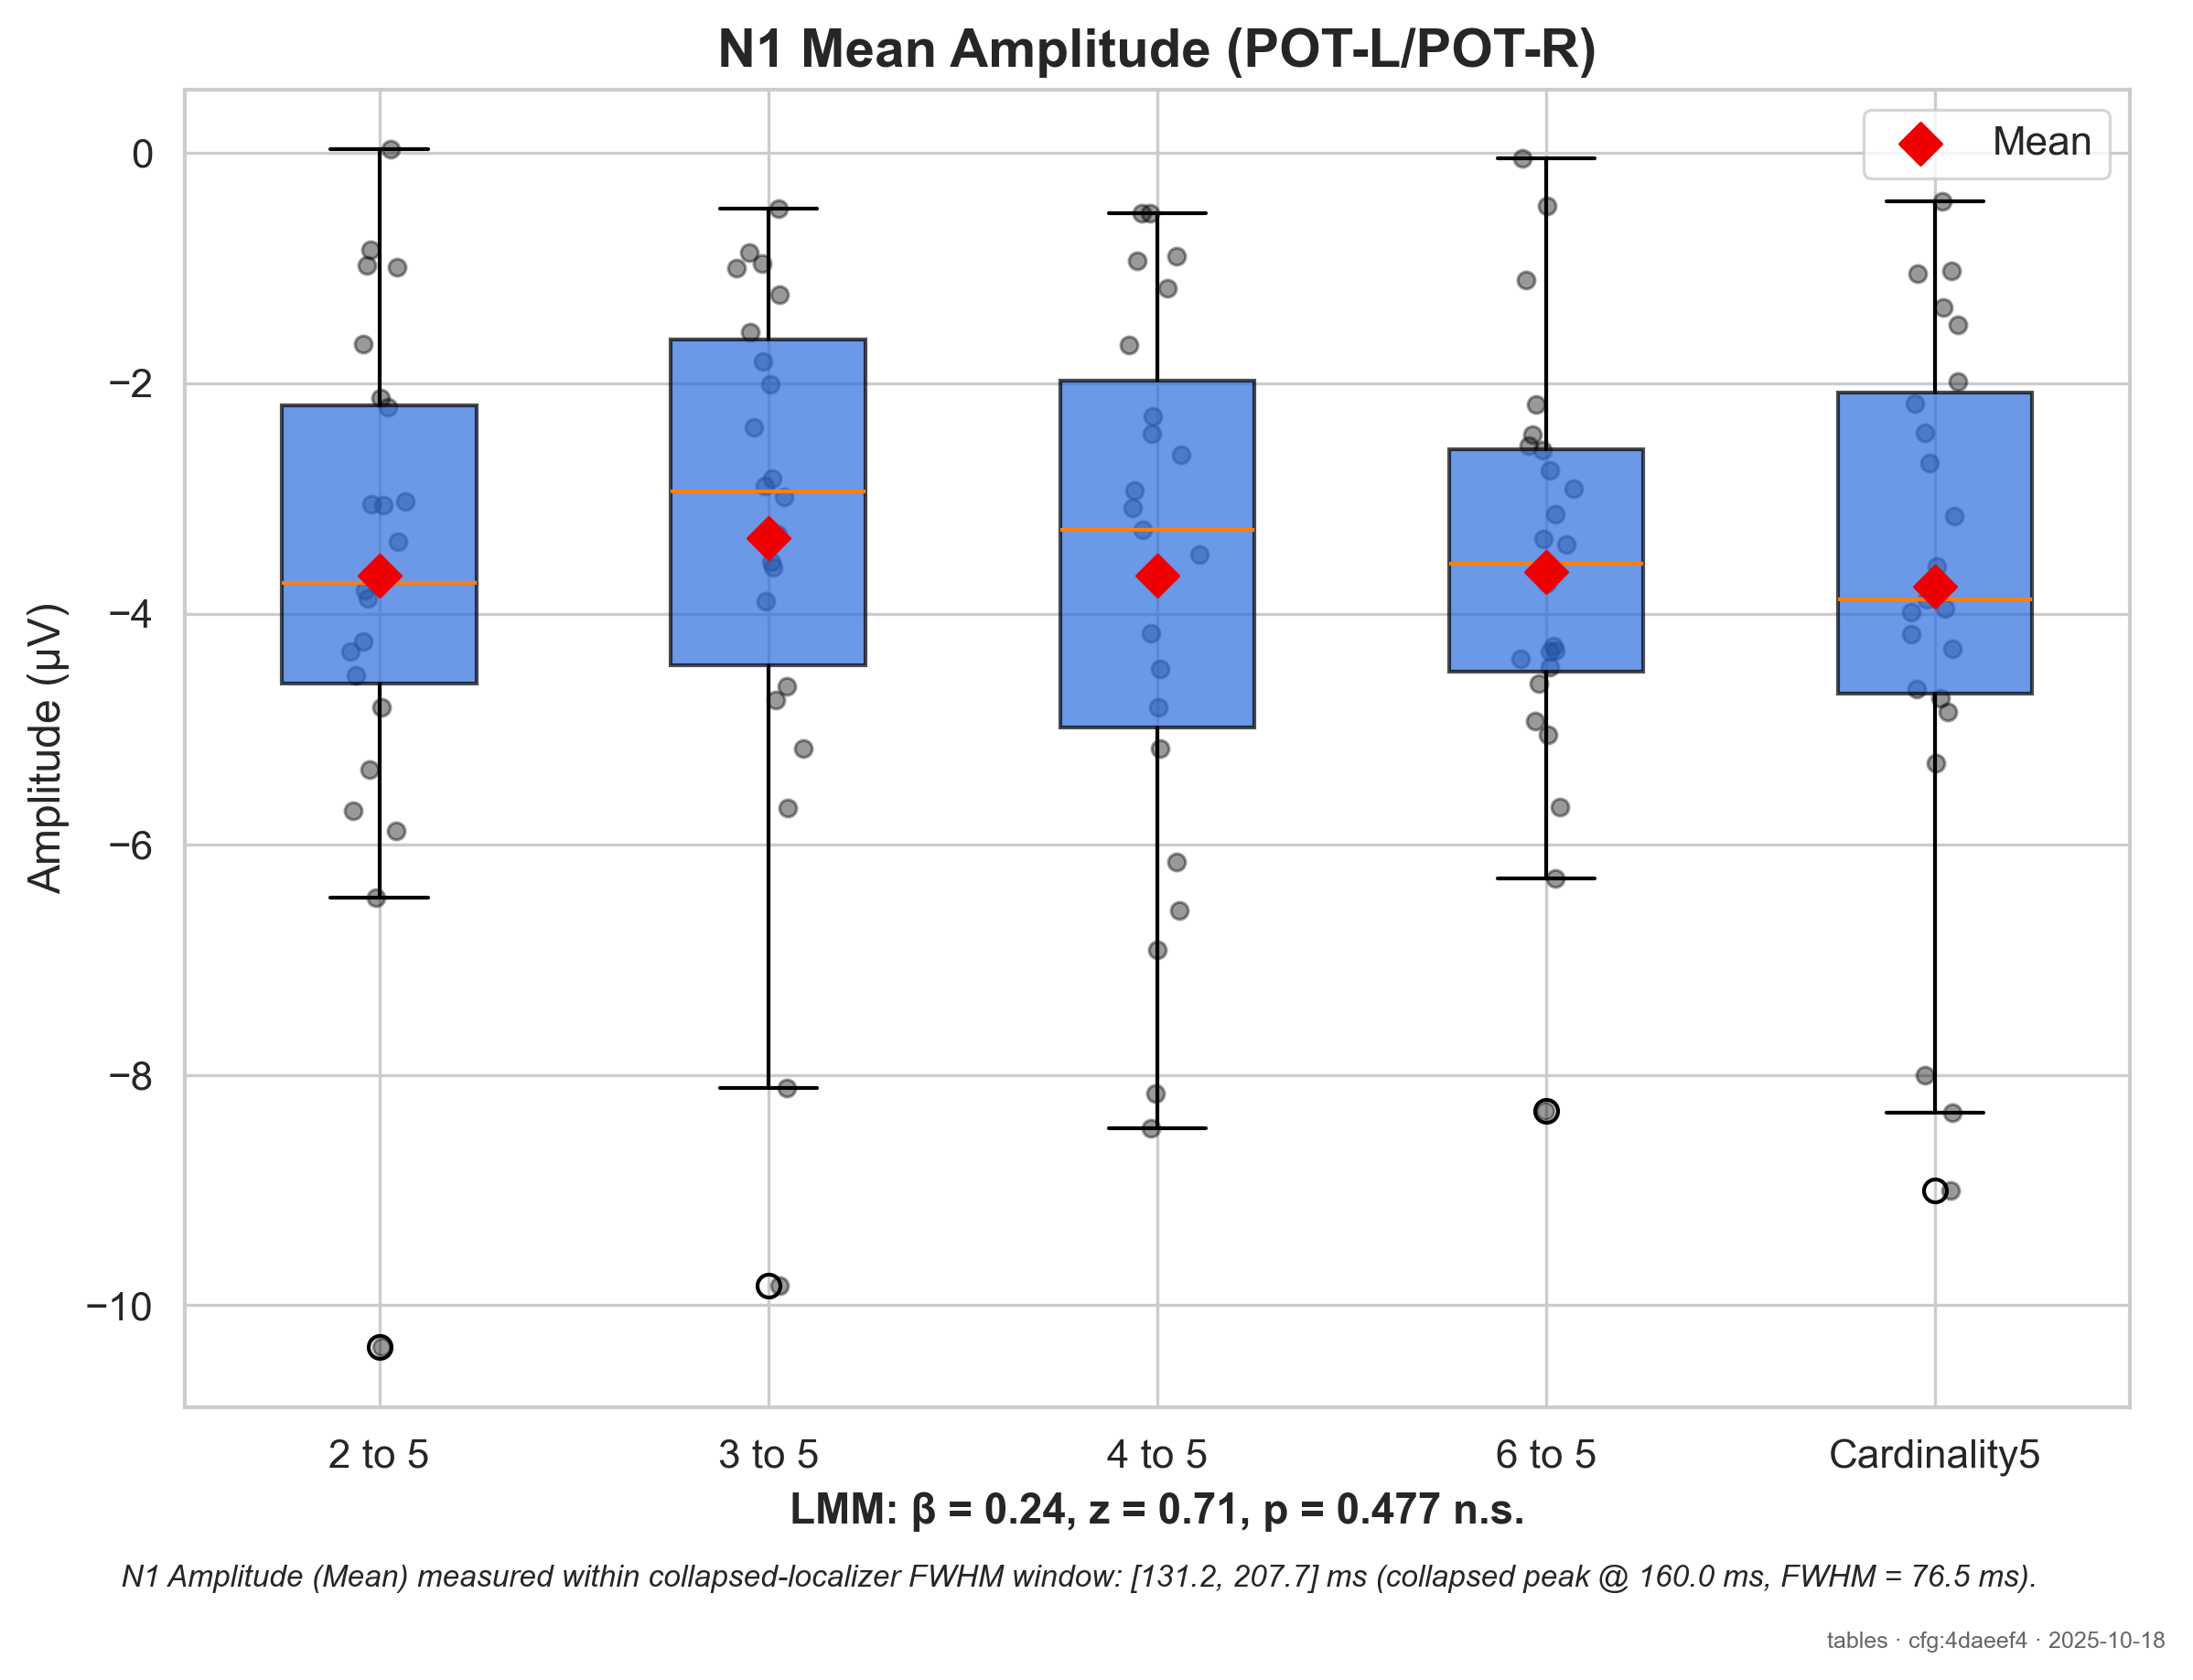 N1 Mean Amplitude (POT-L/POT-R)
Mean
Amplitude (µV)
0
−2
−4
−6
−8
−10
2 to 5
3 to 5
4 to 5
6 to 5
Cardinality5
LMM: β = 0.24, z = 0.71, p = 0.477 n.s.
N1 Amplitude (Mean) measured within collapsed-localizer FWHM window: [131.2, 207.7] ms (collapsed peak @ 160.0 ms, FWHM = 76.5 ms).
tables · cfg:4daeef4 · 2025-10-18